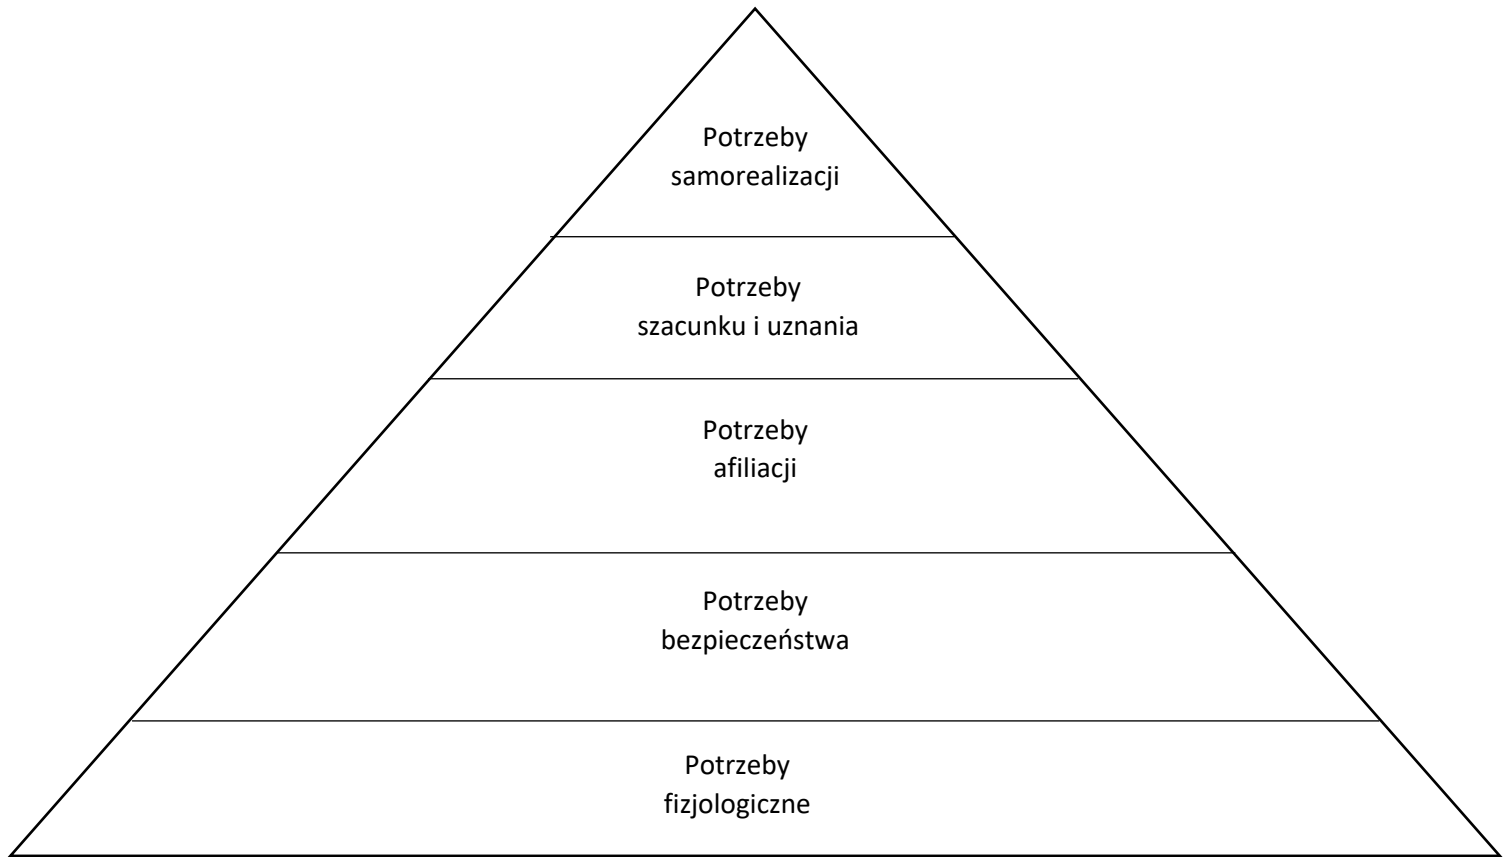 Potrzeby
samorealizacji
Potrzeby
szacunku i uznania
Potrzeby
afiliacji
Potrzeby
bezpieczeństwa
Potrzeby
fizjologiczne